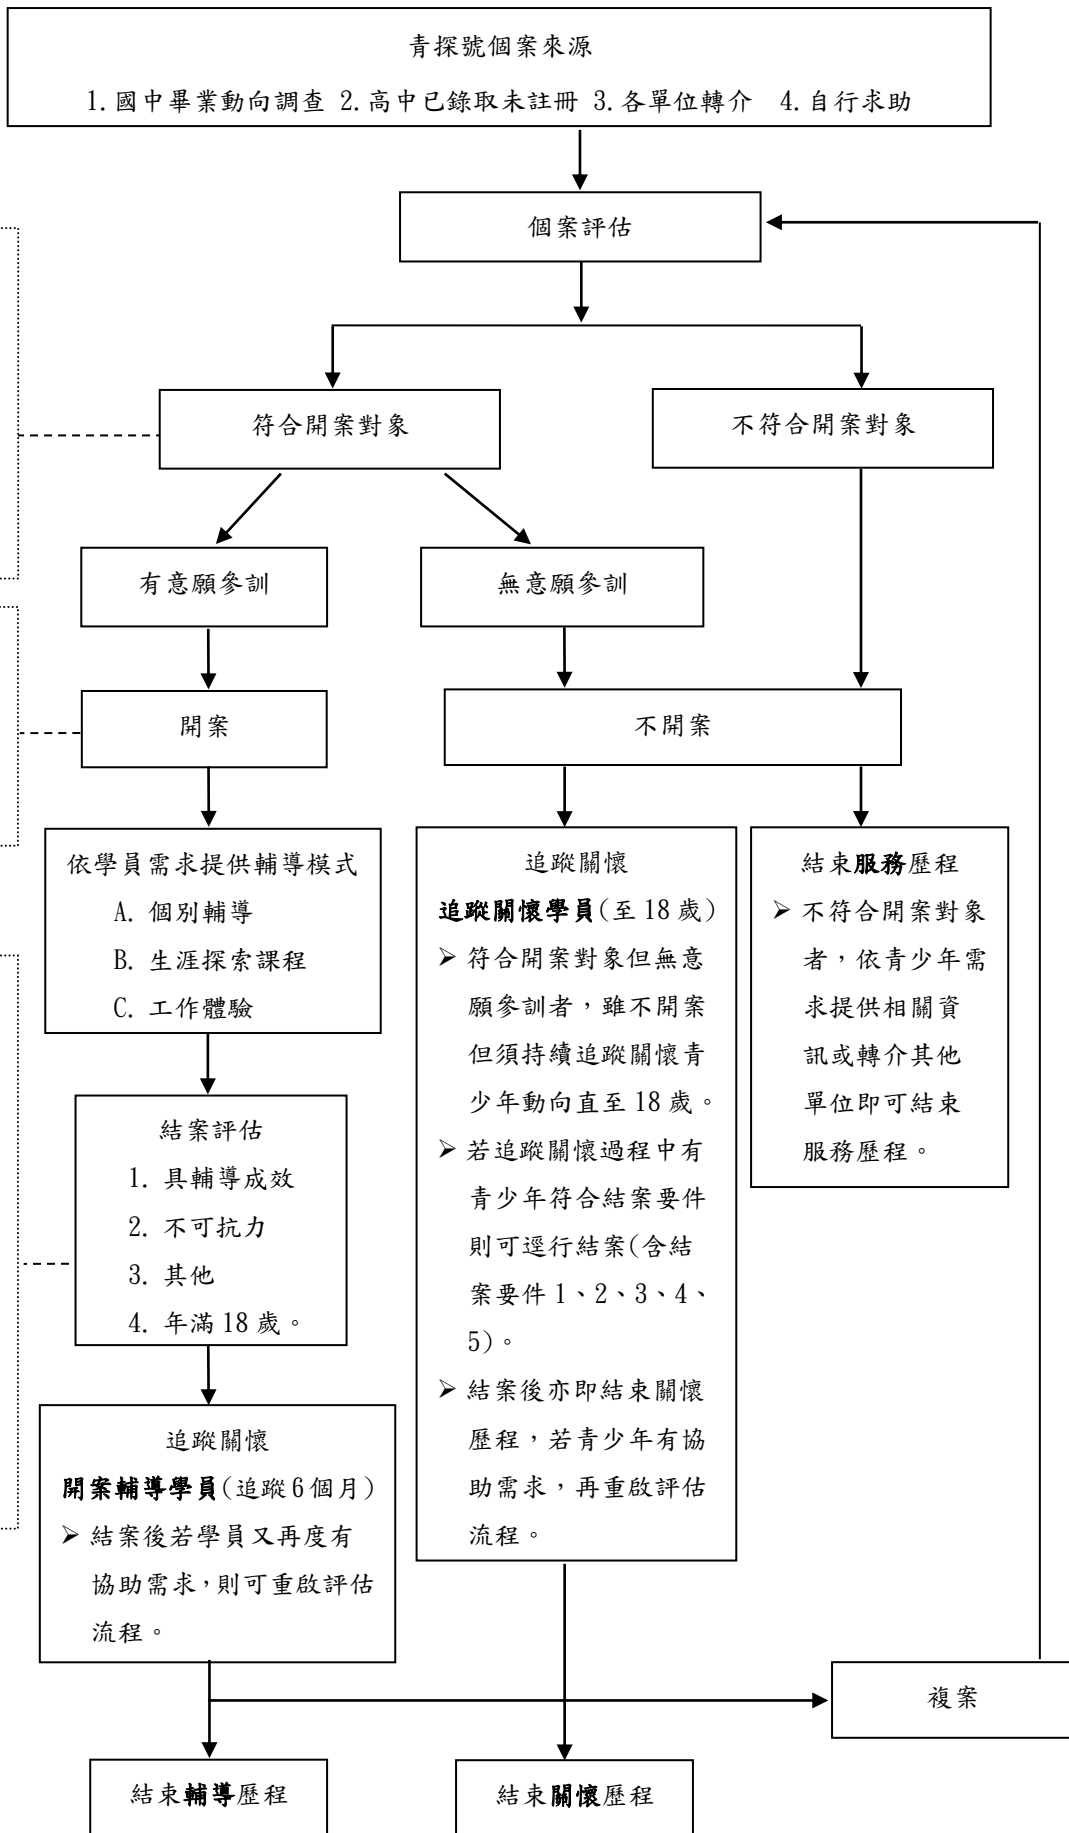 青探號個案來源
1.國中畢業動向調查 2.高中已錄取未註冊 3.各單位轉介 4.自行求助
個案評估
符合開案對象
不符合開案對象
有意願參訓
無意願參訓
開案
不開案
依學員需求提供輔導模式
A. 個別輔導
B. 生涯探索課程
C. 工作體驗
結案評估
1. 具輔導成效
2. 不可抗力
3. 其他
4. 年滿18歲。
追蹤關懷
開案輔導學員(追蹤6個月)
➢ 結案後若學員又再度有
協助需求,則可重啟評估
流程。
追蹤關懷
追蹤關懷學員(至18歲)
➢ 符合開案對象但無意
願參訓者，雖不開案
但須持續追蹤關懷青
少年動向直至18歲。
➢ 若追蹤關懷過程中有
青少年符合結案要件
則可逕行結案(含結
案要件1、2、3、4、
5)。
➢ 結案後亦即結束關懷
歷程，若青少年有協
助需求，再重啟評估
流程。
結束服務歷程
➢ 不符合開案對象
者，依青少年需
求提供相關資
訊或轉介其他
單位即可結束
服務歷程。
複案
結束輔導歷程
結束關懷歷程